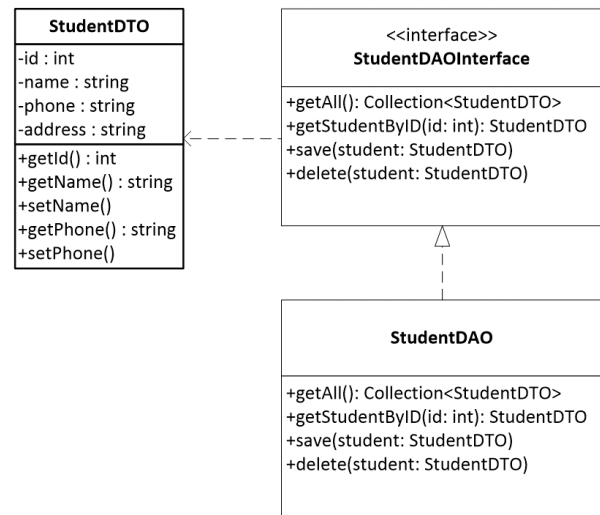 StudentDTO
-id : int
-name : string
-phone : string
-address : string
+getId() : int
+getName() : string
+setName()
+getPhone() : string
+setPhone()
<<interface>>
StudentDAOInterface
+getAll(): Collection<StudentDTO>
+getStudentByID(id: int): StudentDTO
+save(student: StudentDTO)
+delete(student: StudentDTO)
StudentDAO
+getAll(): Collection<StudentDTO>
+getStudentByID(id: int): StudentDTO
+save(student: StudentDTO)
+delete(student: StudentDTO)